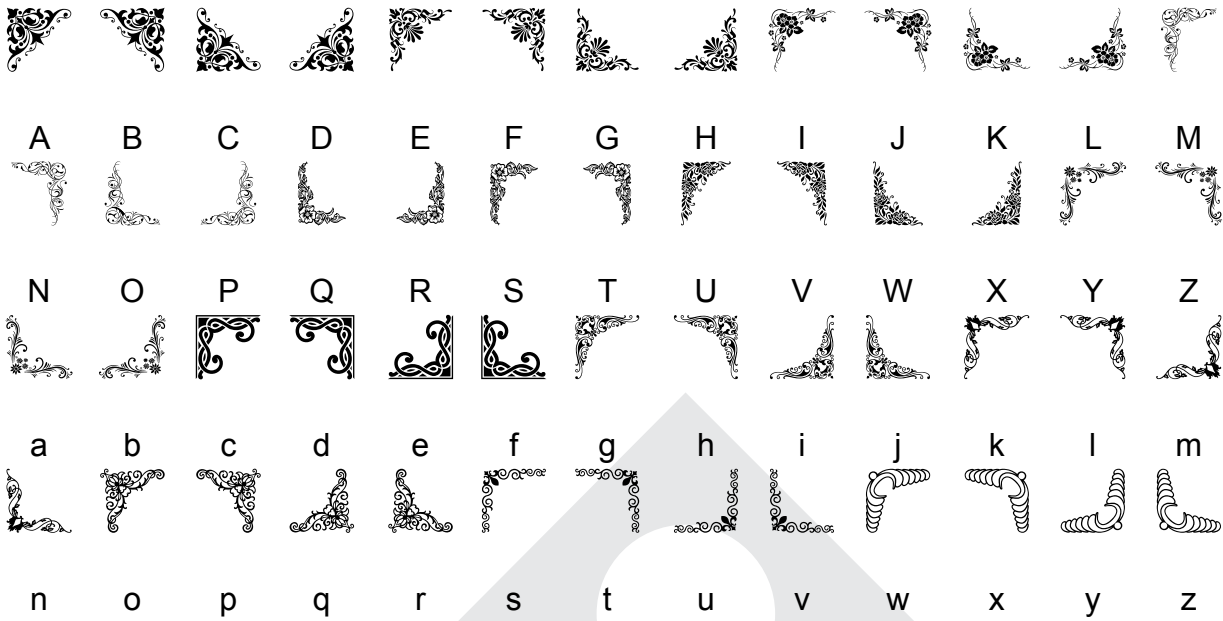 A B C D E F G H I J K L M
N O P Q R S T U V W X Y Z
a b c d e f g h i j k l m
n o p q r s t u v w x y z